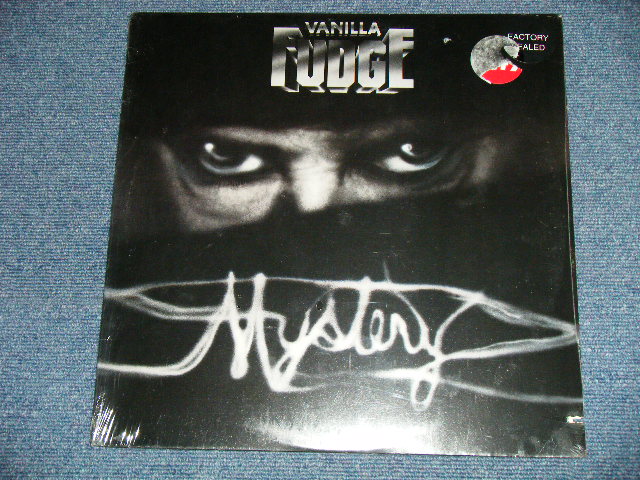 VANILLA
FUDGE
FACTORY
SEALED
Mystery